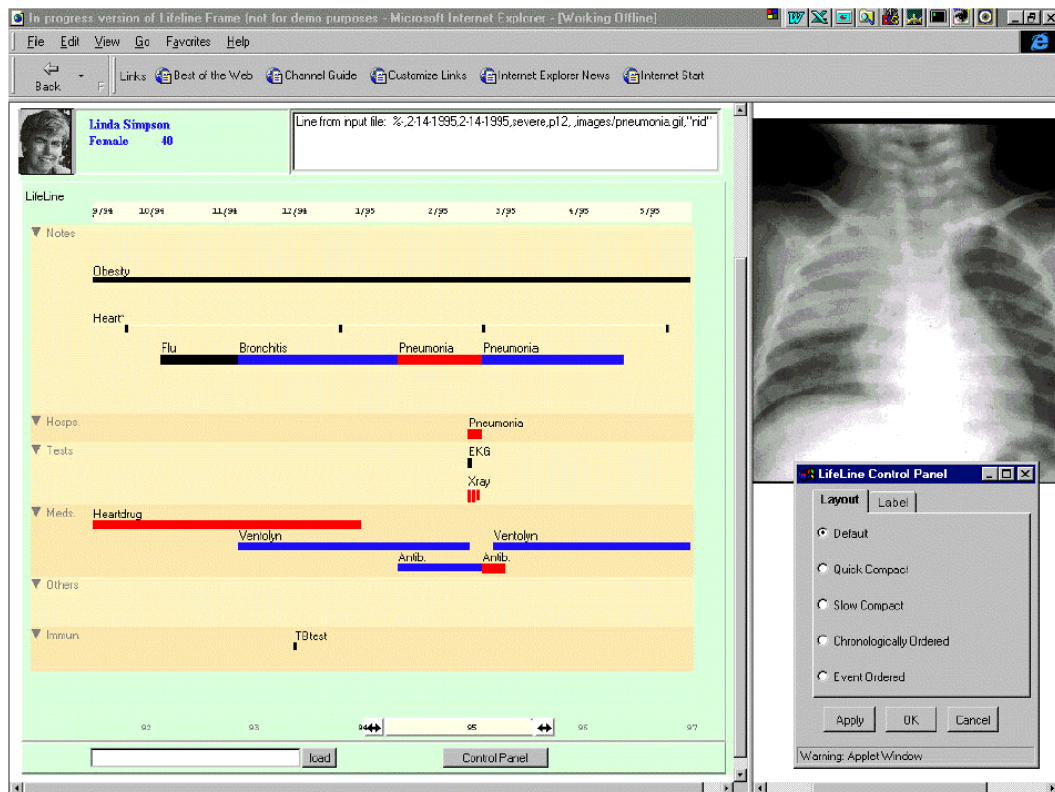 In progress version of Lifeline Frame (not for demo purposes - Microsoft Internet Explorer - [Working Offline]
File Edit View Go Favorites Help
Back F Links Best of the Web Channel Guide Customize Links Internet Explorer News Internet Start
Linda Simpson
Female 40
Line from input file: %-,2-14-1995,2-14-1995,severe,p12, ,images/pneumonia.gif,"rid"
LifeLine
9/94 10/94 11/94 12/94 1/95 2/95 3/95 4/95 5/95
Notes
Obesity
Heart
Flu Bronchitis Pneumonia Pneumonia
Hosps.
Pneumonia
Tests
EKG
Xray
Meds.
Heartdrug
Ventolyn Ventolyn
Antib. Antib.
Others
Immun.
TBtest
92 93 94 95 96 97
load Control Panel
LifeLine Control Panel
Layout Label
Default
Quick Compact
Slow Compact
Chronologically Ordered
Event Ordered
Apply OK Cancel
Warning: Applet Window